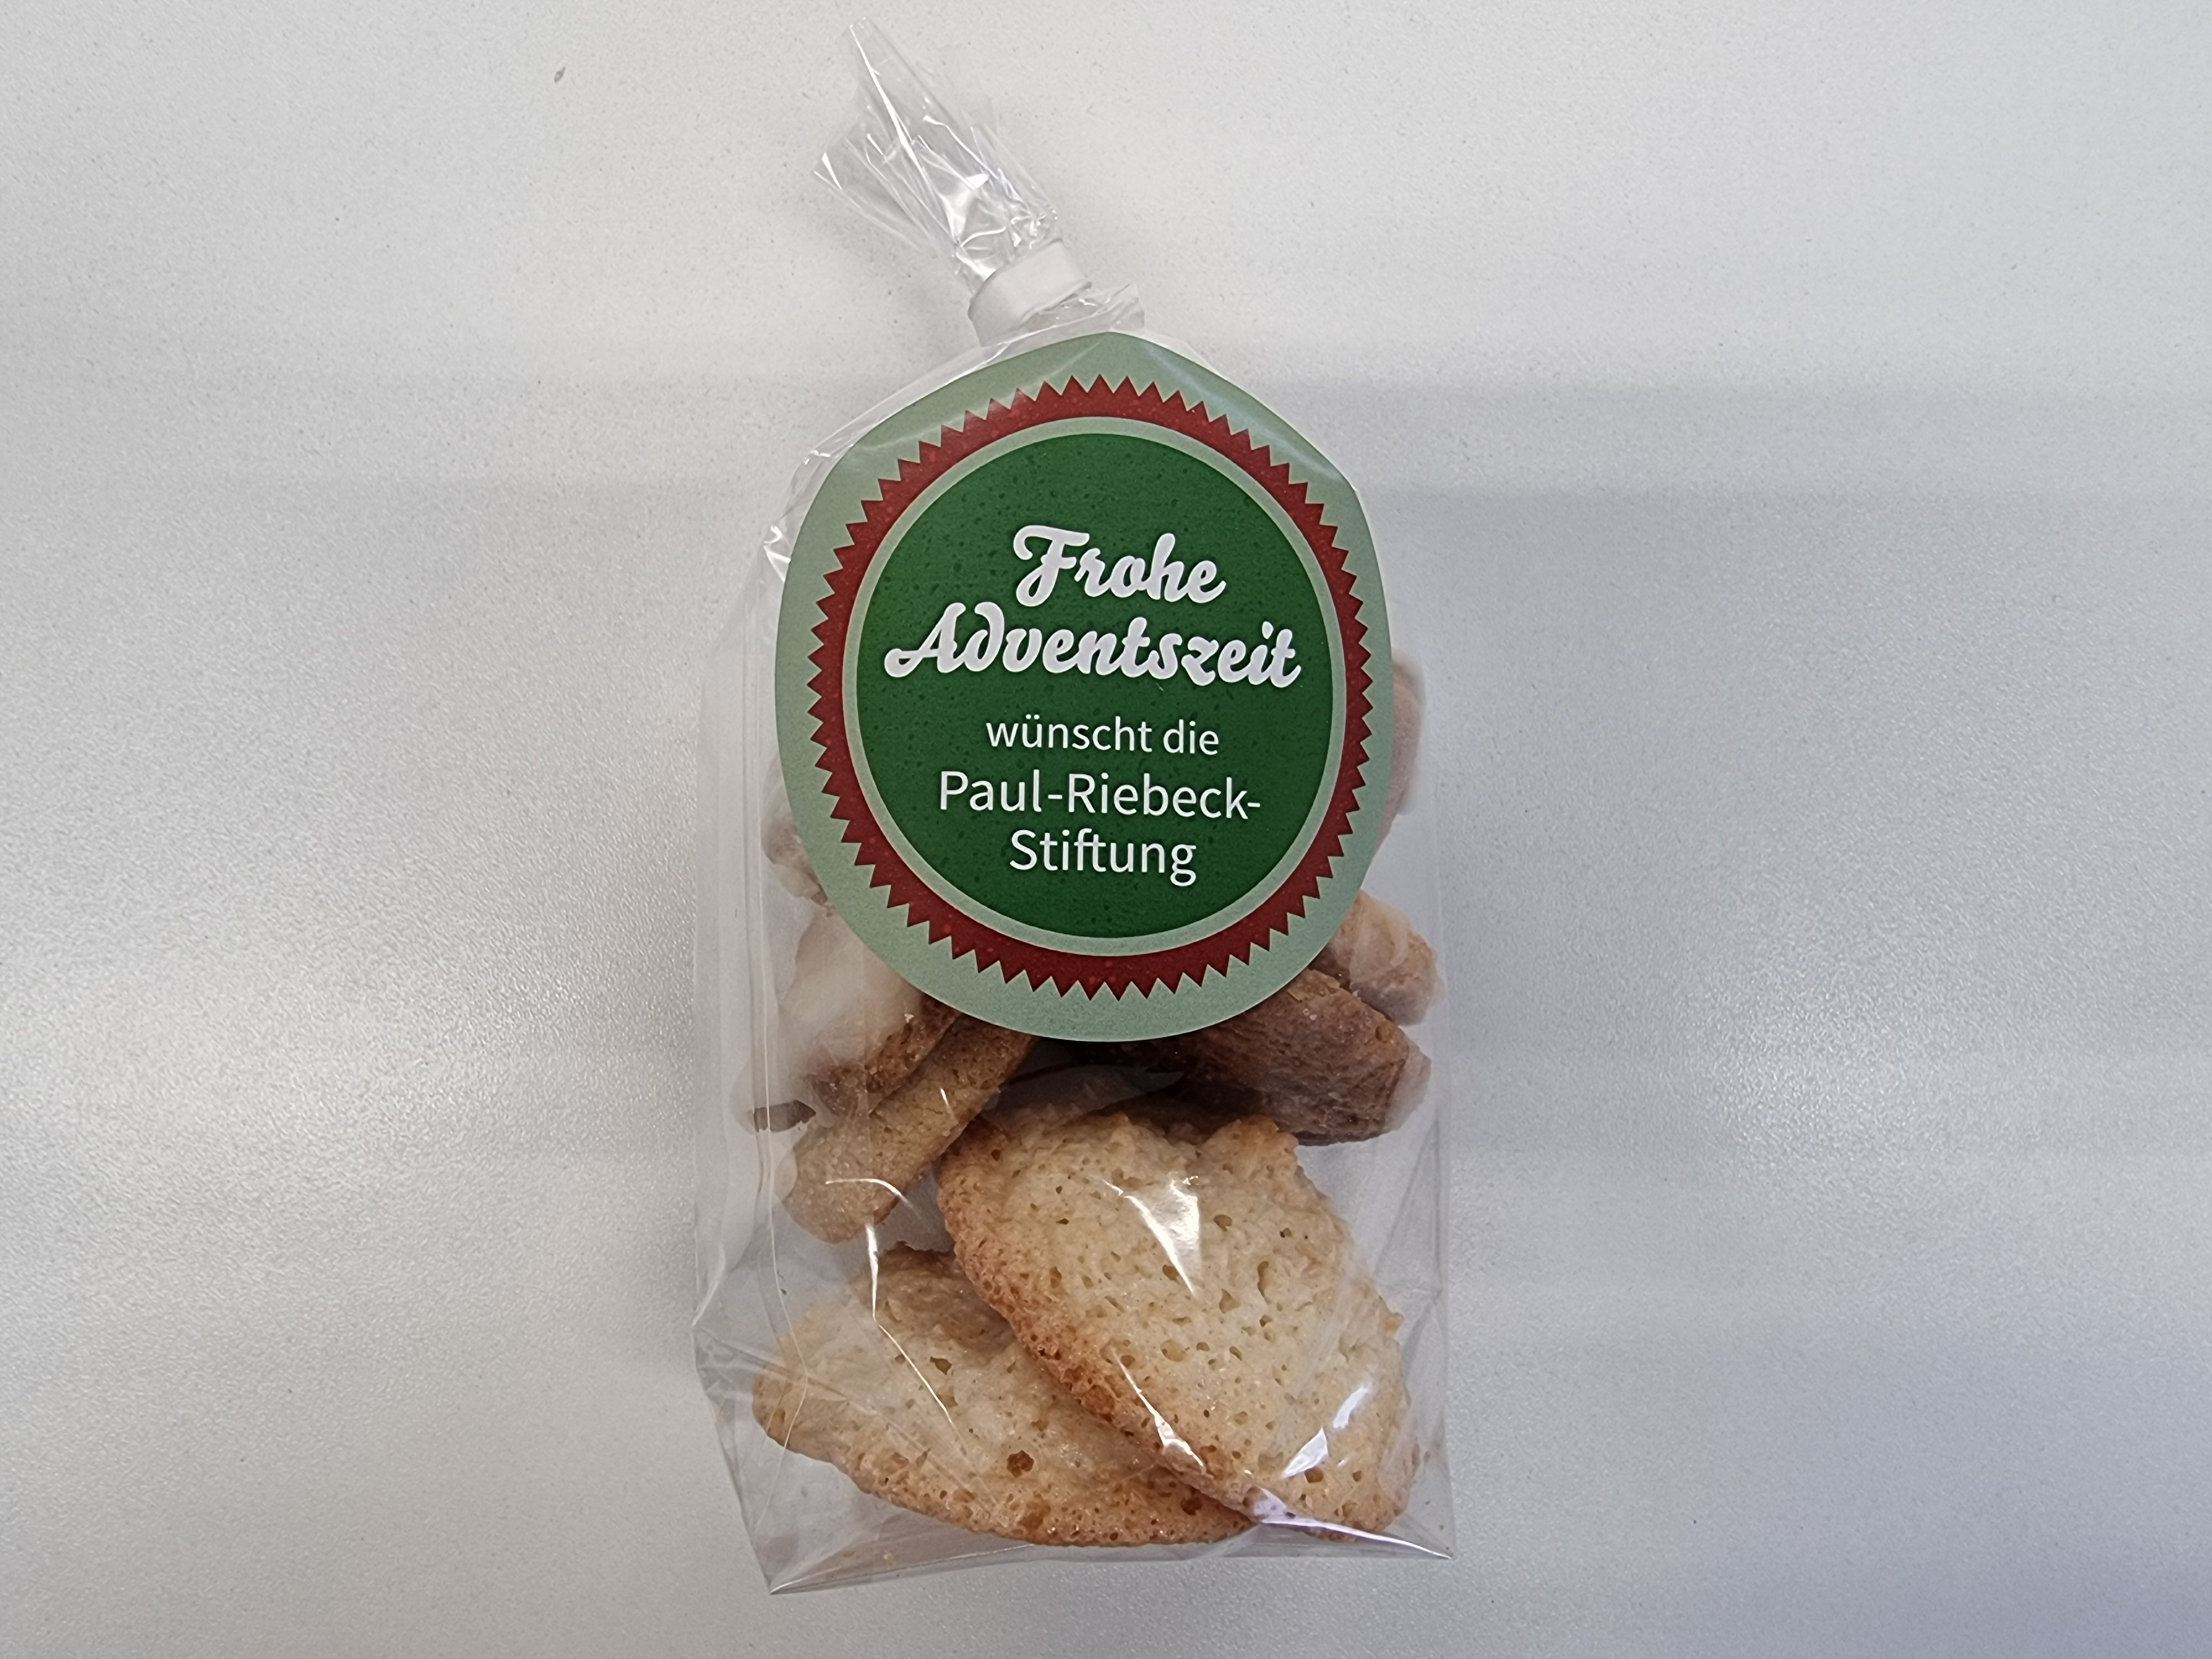 Frohe
Adventszeit
wünscht die
Paul-Riebeck-
Stiftung